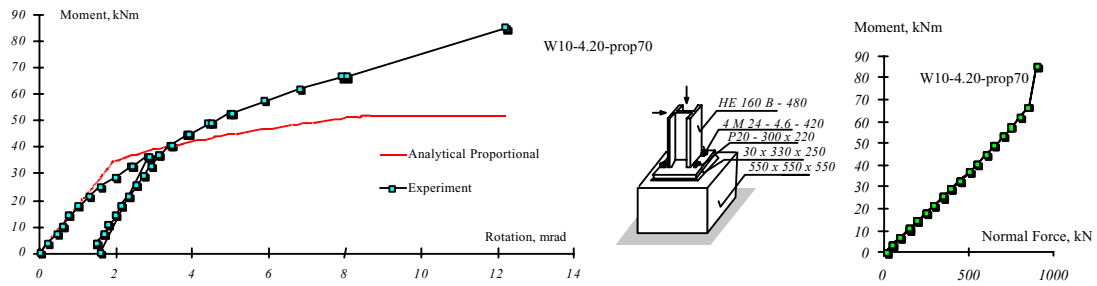 Moment, kNm
90
80
70
60
50
40
30
20
10
0
0
2
4
6
8
10
12
14
Rotation, mrad
W10-4.20-prop70
Analytical Proportional
Experiment
HE 160 B - 480
4 M 24 - 4.6 - 420
P20 - 300 x 220
30 x 330 x 250
550 x 550 x 550
Moment, kNm
90
80
70
60
50
40
30
20
10
0
W10-4.20-prop70
Normal Force, kN
0
500
1000